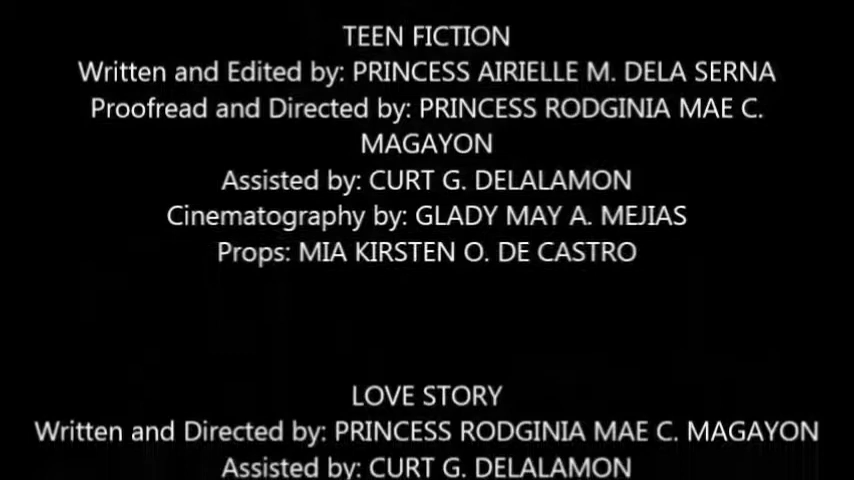 TEEN FICTION
Written and Edited by: PRINCESS AIRIELLE M. DELA SERNA
Proofread and Directed by: PRINCESS RODGINIA MAE C.
MAGAYON
Assisted by: CURT G. DELALAMON
Cinematography by: GLADY MAY A. MEJIAS
Props: MIA KIRSTEN O. DE CASTRO
LOVE STORY
Written and Directed by: PRINCESS RODGINIA MAE C. MAGAYON
Assisted by: CURT G. DELALAMON